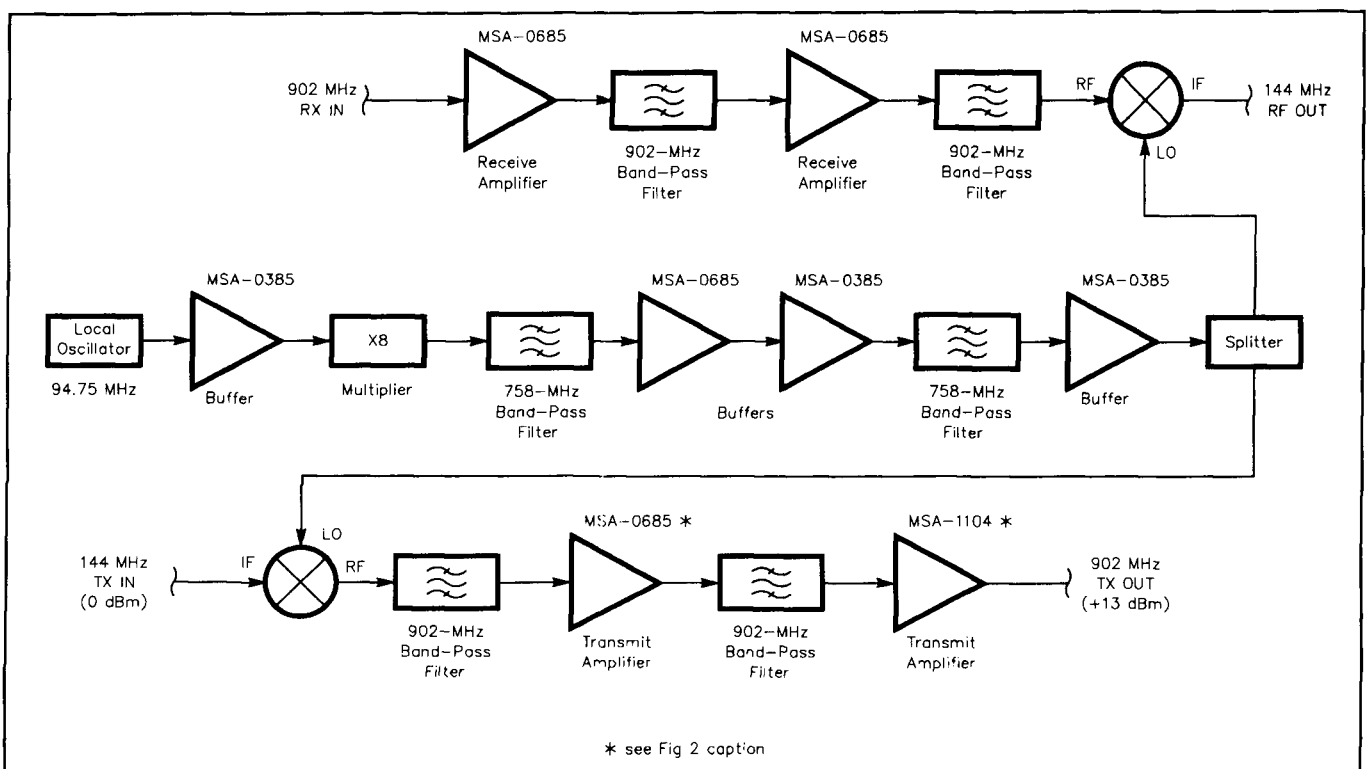 MSA-0685
MSA-0685
902 MHz
RX IN
RF
IF
144 MHz
RF OUT
LO
Receive
Amplifier
902-MHz
Band-Pass
Filter
Receive
Amplifier
902-MHz
Band-Pass
Filter
MSA-0385
MSA-0685
MSA-0385
MSA-0385
Local
Oscillator
X8
Splitter
94.75 MHz
Buffer
Multiplier
758-MHz
Band-Pass
Filter
Buffers
758-MHz
Band-Pass
Filter
Buffer
MSA-0685 *
MSA-1104 *
LO
144 MHz
TX IN
(0 dBm)
IF
RF
902 MHz
TX OUT
(+13 dBm)
902-MHz
Band-Pass
Filter
Transmit
Amplifier
902-MHz
Band-Pass
Filter
Transmit
Amplifier
* see Fig 2 caption